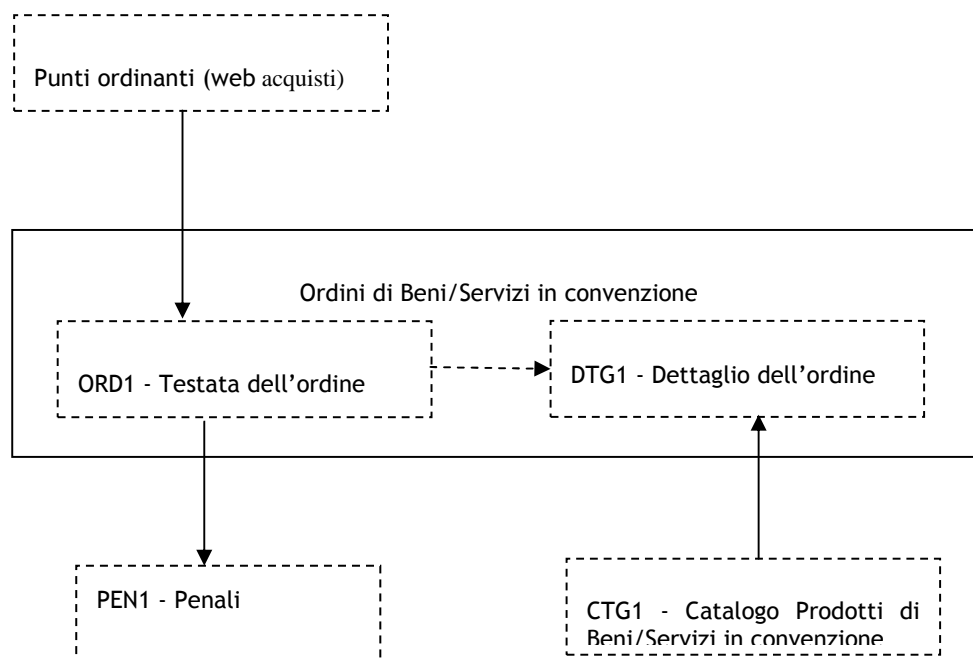 Punti ordinanti (web acquisti)
Ordini di Beni/Servizi in convenzione
ORD1 - Testata dell’ordine
DTG1 - Dettaglio dell’ordine
PEN1 - Penali
CTG1 - Catalogo Prodotti di
Beni/Servizi in convenzione